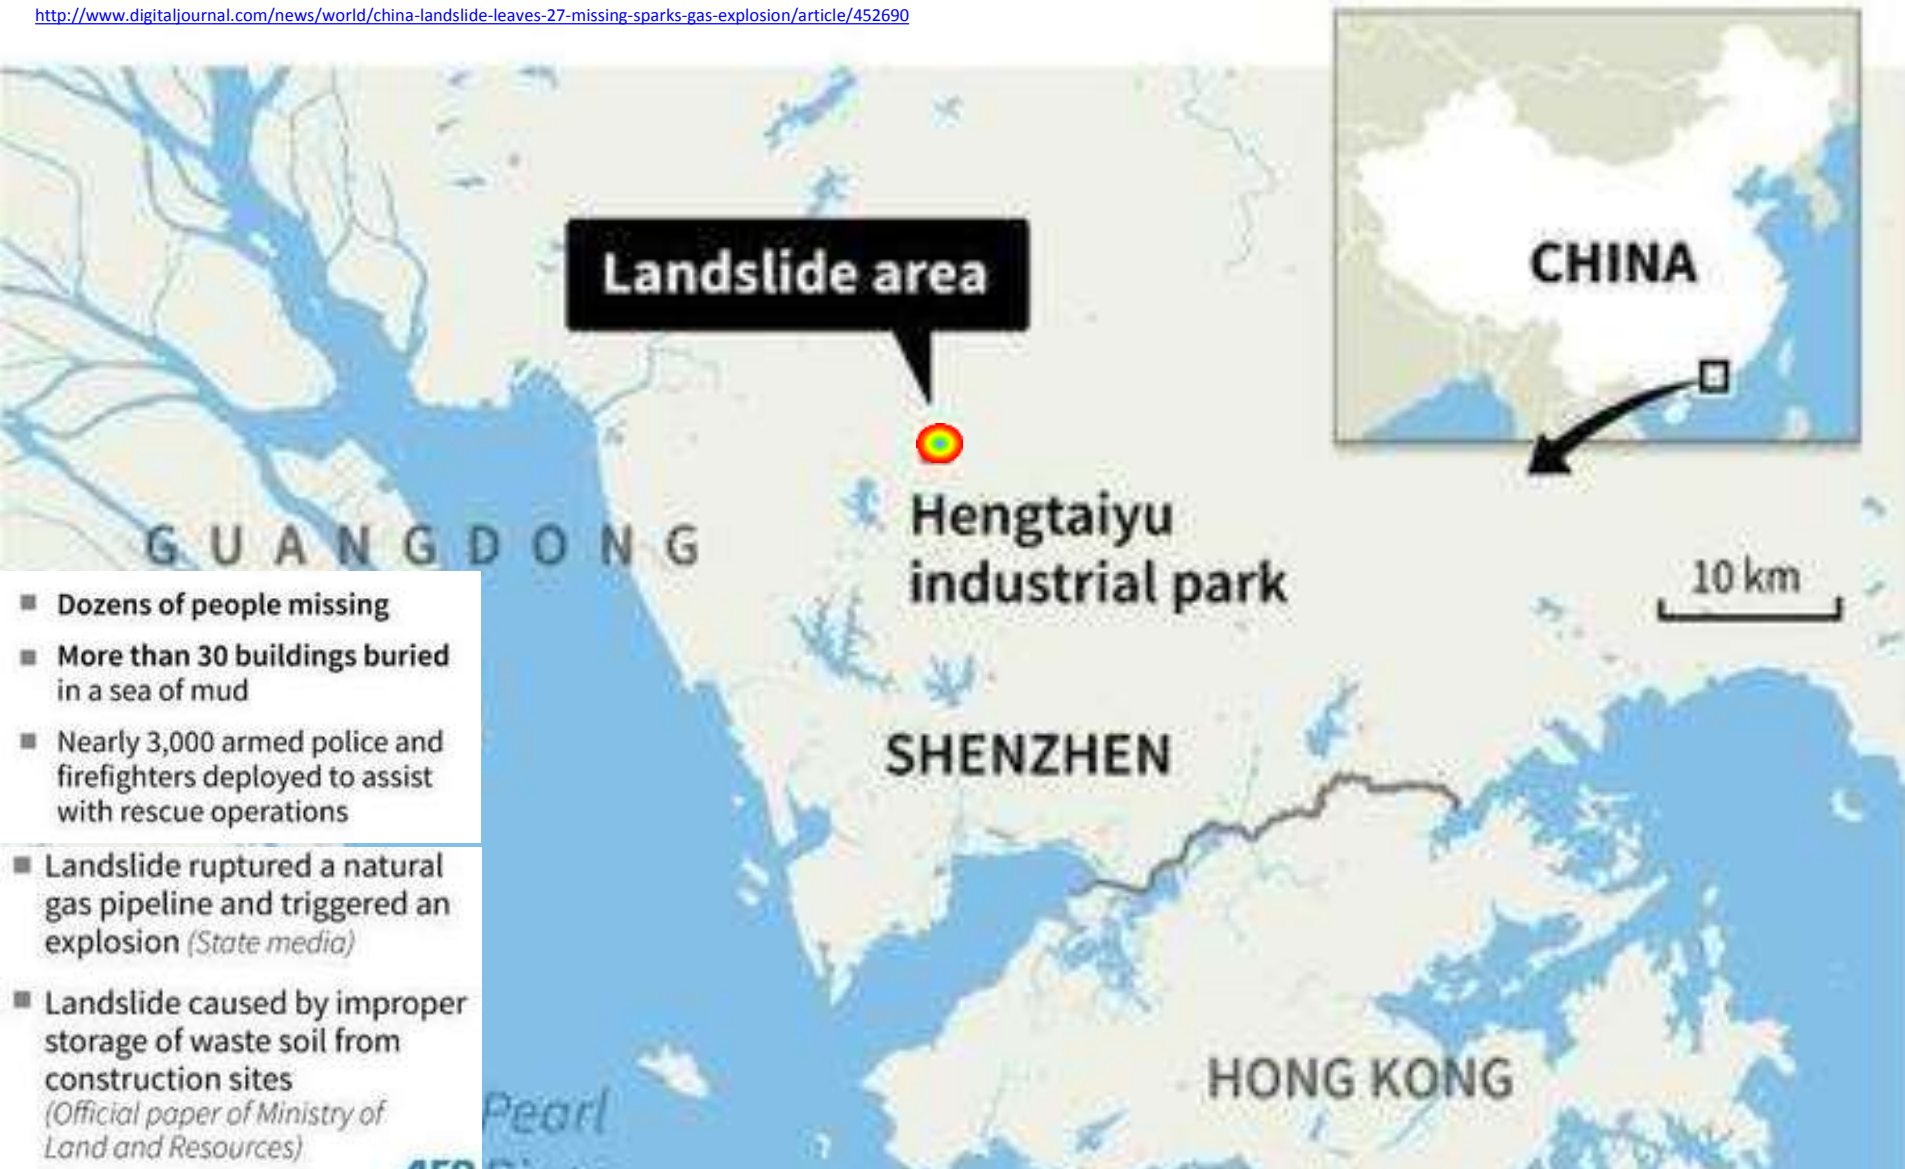 http://www.digitaljournal.com/news/world/china-landslide-leaves-27-missing-sparks-gas-explosion/article/452690
Landslide area
CHINA
Hengtaiyu
industrial park
10 km
GUANGDONG
■ Dozens of people missing
■ More than 30 buildings buried
in a sea of mud
■ Nearly 3,000 armed police and
firefighters deployed to assist
with rescue operations
SHENZHEN
■ Landslide ruptured a natural
gas pipeline and triggered an
explosion (State media)
■ Landslide caused by improper
storage of waste soil from
construction sites
(Official paper of Ministry of
Land and Resources)
HONG KONG
Pearl